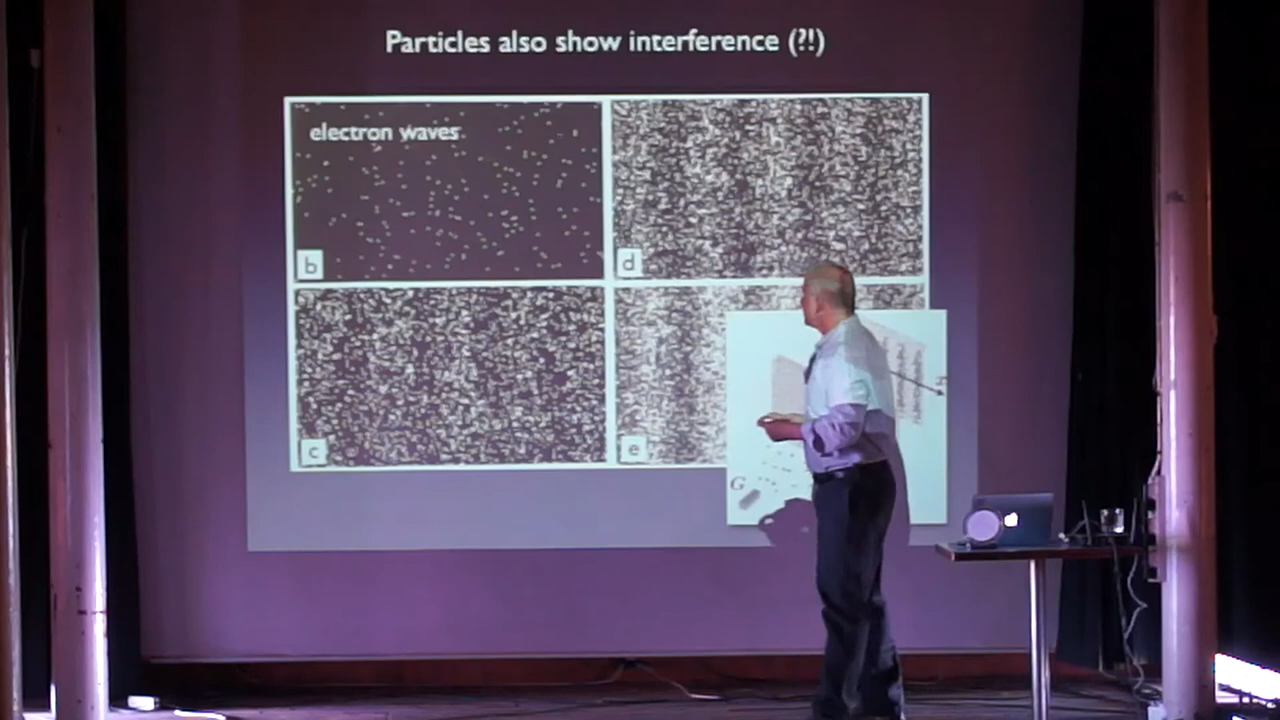 Particles also show interference (?!)
electron waves
b
d
c
e
G